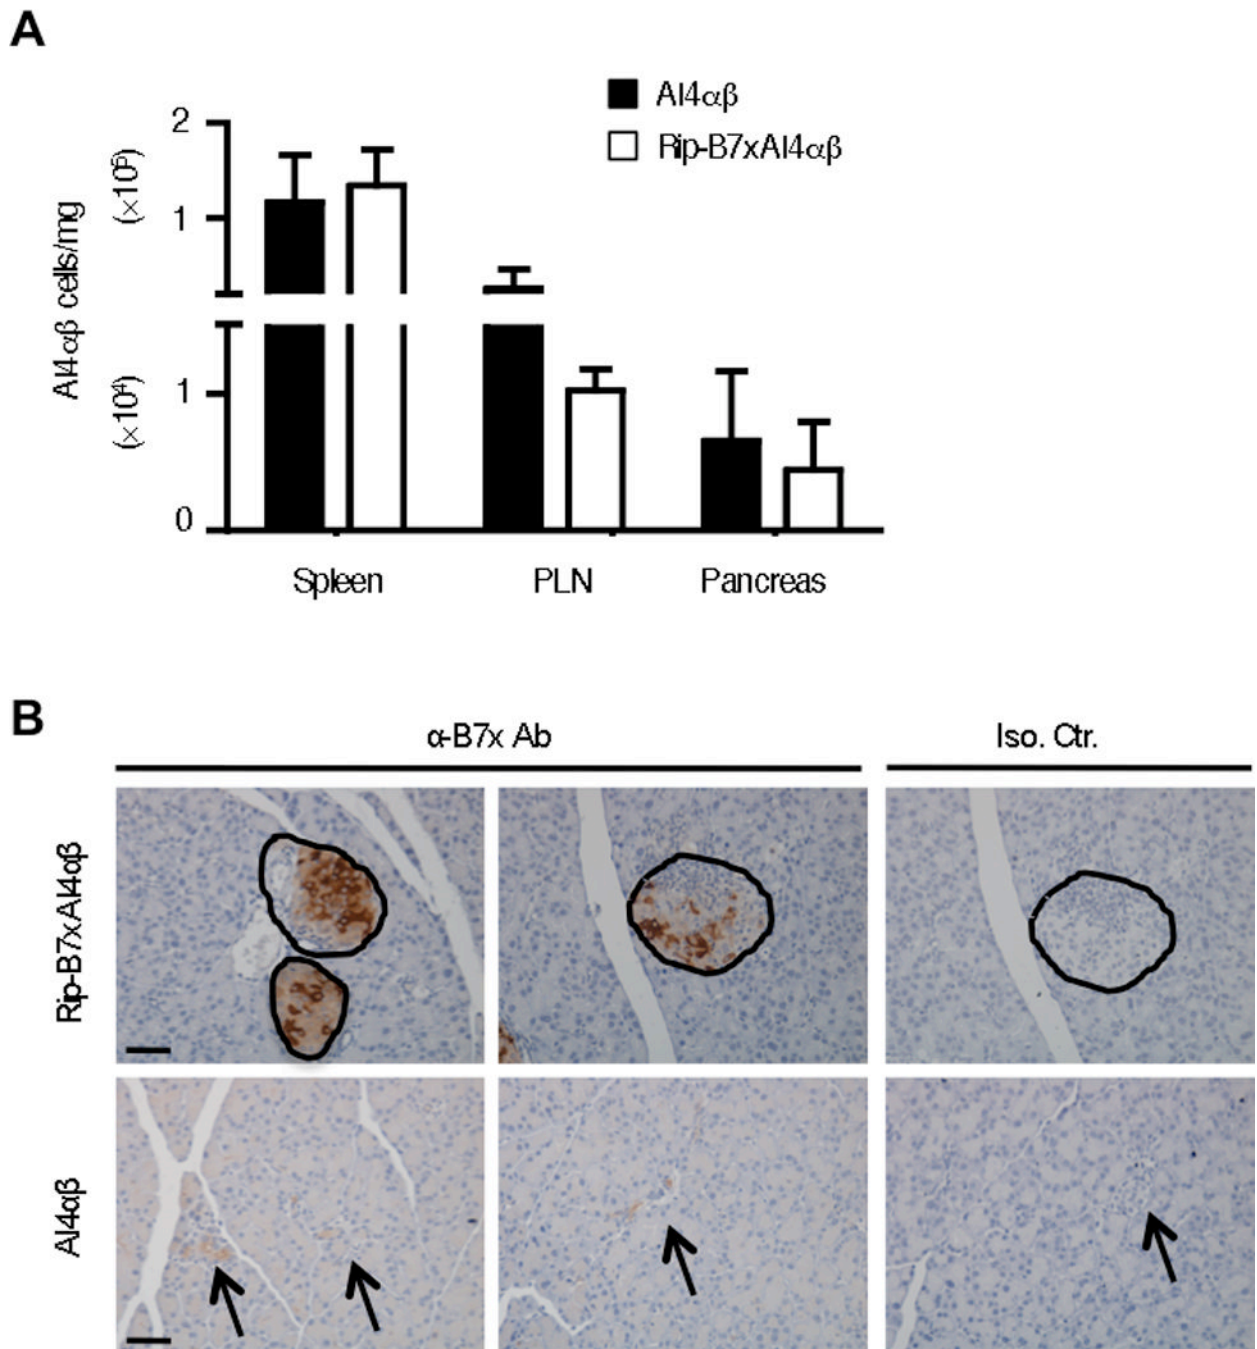 A
AI4αβ
Rip-B7xAI4αβ
AI4αβ cells/mg
(×10⁵)
2
1
(×10⁴)
1
0
Spleen
PLN
Pancreas
B
α-B7x Ab
Iso. Ctr.
Rip-B7xAI4αβ
AI4αβ